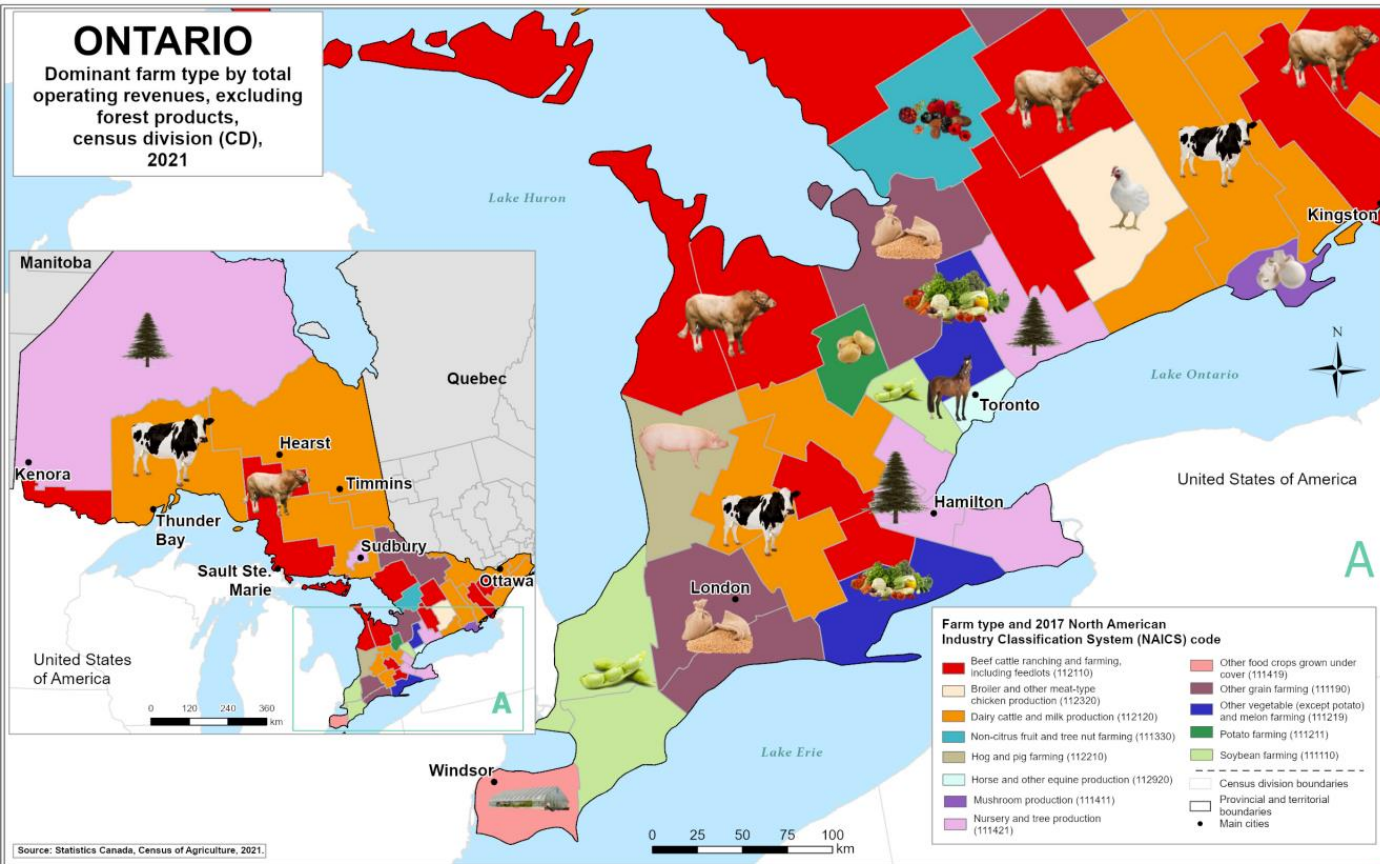 ONTARIO
Dominant farm type by total
operating revenues, excluding
forest products,
census division (CD),
2021
Lake Huron
Kingston
N
Lake Ontario
Toronto
United States of America
Hamilton
London
A
Lake Erie
Windsor
Manitoba
Quebec
Hearst
Kenora
Timmins
Thunder
Bay
Sudbury
Sault Ste.
Marie
Ottawa
United States
of America
0 120 240 360
km
A
Farm type and 2017 North American
Industry Classification System (NAICS) code
Beef cattle ranching and farming,
including feedlots (112110)
Broiler and other meat-type
chicken production (112320)
Dairy cattle and milk production (112120)
Non-citrus fruit and tree nut farming (111330)
Hog and pig farming (112210)
Horse and other equine production (112920)
Mushroom production (111411)
Nursery and tree production
(111421)
Other food crops grown under
cover (111419)
Other grain farming (111190)
Other vegetable (except potato)
and melon farming (111219)
Potato farming (111211)
Soybean farming (111110)
Census division boundaries
Provincial and territorial
boundaries
Main cities
0 25 50 75 100
km
Source: Statistics Canada, Census of Agriculture, 2021.